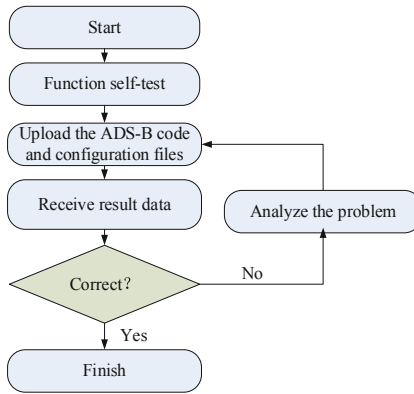 Start
Function self-test
Upload the ADS-B code
and configuration files
Receive result data
Analyze the problem
Correct?
No
Yes
Finish